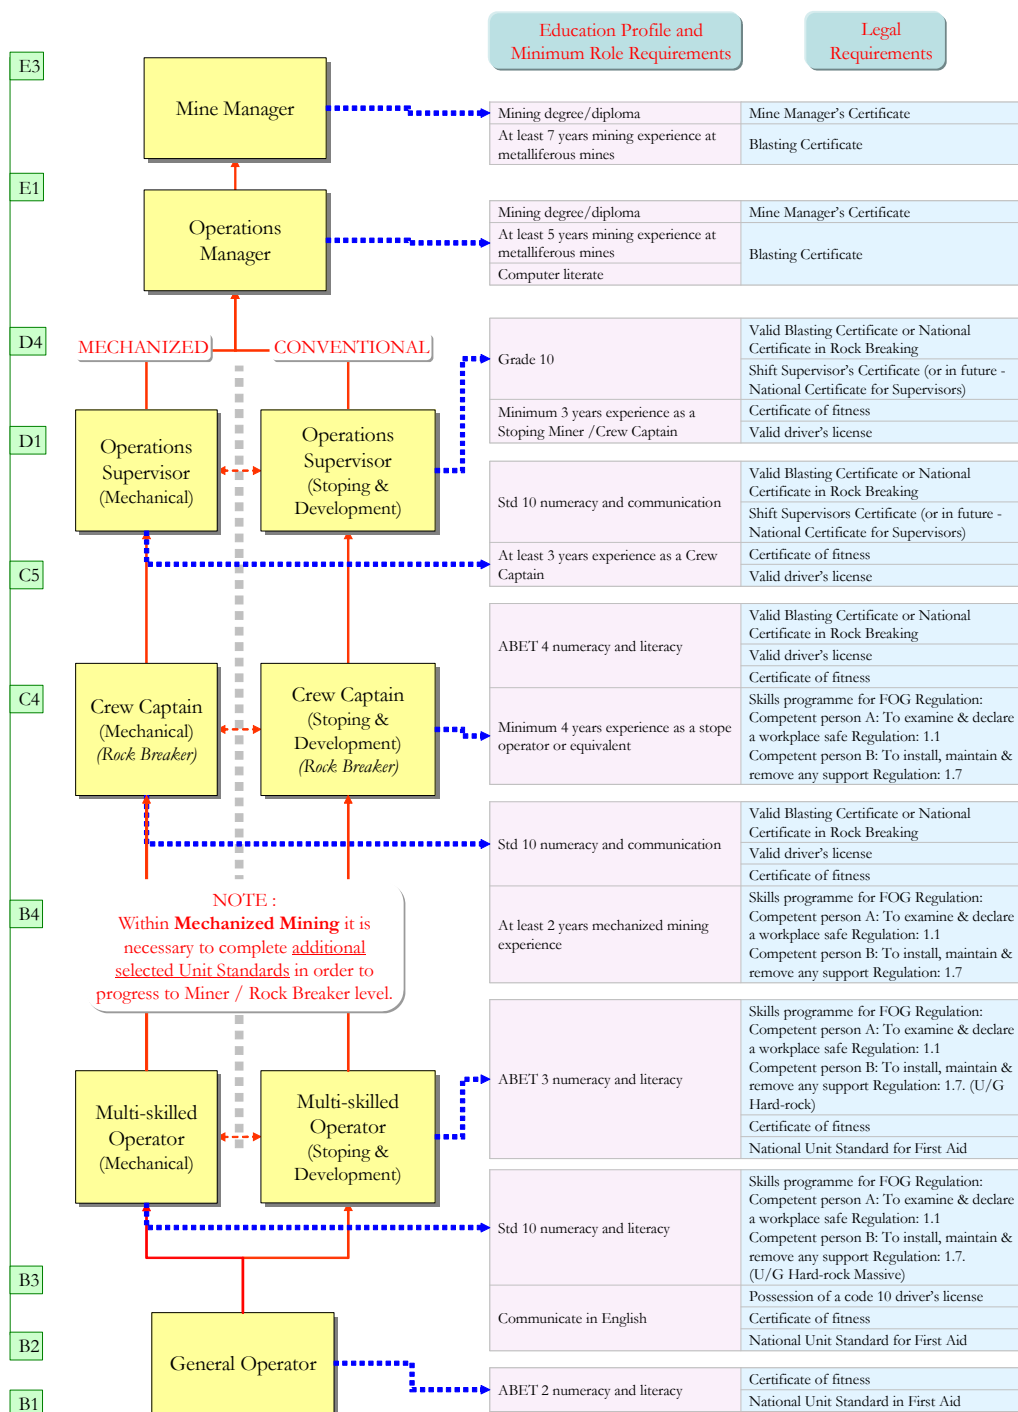 Education Profile and
Minimum Role Requirements
Legal
Requirements
E3
Mine Manager
Mining degree/diploma
Mine Manager's Certificate
At least 7 years mining experience at
metalliferous mines
Blasting Certificate
E1
Operations
Manager
Mining degree/diploma
Mine Manager's Certificate
At least 5 years mining experience at
metalliferous mines
Blasting Certificate
Computer literate
D4
MECHANIZED
CONVENTIONAL
Grade 10
Valid Blasting Certificate or National
Certificate in Rock Breaking
Shift Supervisor's Certificate (or in future -
National Certificate for Supervisors)
Minimum 3 years experience as a
Stoping Miner /Crew Captain
Certificate of fitness
Valid driver's license
D1
Operations
Supervisor
(Mechanical)
Operations
Supervisor
(Stoping &
Development)
Std 10 numeracy and communication
Valid Blasting Certificate or National
Certificate in Rock Breaking
Shift Supervisors Certificate (or in future -
National Certificate for Supervisors)
At least 3 years experience as a Crew
Captain
Certificate of fitness
Valid driver's license
C5
ABET 4 numeracy and literacy
Valid Blasting Certificate or National
Certificate in Rock Breaking
Valid driver's license
Certificate of fitness
C4
Crew Captain
(Mechanical)
(Rock Breaker)
Crew Captain
(Stoping &
Development)
(Rock Breaker)
Minimum 4 years experience as a stope
operator or equivalent
Skills programme for FOG Regulation:
Competent person A: To examine & declare
a workplace safe Regulation: 1.1
Competent person B: To install, maintain &
remove any support Regulation: 1.7
Std 10 numeracy and communication
Valid Blasting Certificate or National
Certificate in Rock Breaking
Valid driver's license
Certificate of fitness
B4
NOTE :
Within Mechanized Mining it is
necessary to complete additional
selected Unit Standards in order to
progress to Miner / Rock Breaker level.
At least 2 years mechanized mining
experience
Skills programme for FOG Regulation:
Competent person A: To examine & declare
a workplace safe Regulation: 1.1
Competent person B: To install, maintain &
remove any support Regulation: 1.7
Multi-skilled
Operator
(Mechanical)
Multi-skilled
Operator
(Stoping &
Development)
ABET 3 numeracy and literacy
Skills programme for FOG Regulation:
Competent person A: To examine & declare
a workplace safe Regulation: 1.1
Competent person B: To install, maintain &
remove any support Regulation: 1.7. (U/G
Hard-rock)
Certificate of fitness
National Unit Standard for First Aid
Std 10 numeracy and literacy
Skills programme for FOG Regulation:
Competent person A: To examine & declare
a workplace safe Regulation: 1.1
Competent person B: To install, maintain &
remove any support Regulation: 1.7.
(U/G Hard-rock Massive)
B3
Communicate in English
Possession of a code 10 driver's license
Certificate of fitness
National Unit Standard for First Aid
B2
General Operator
ABET 2 numeracy and literacy
Certificate of fitness
National Unit Standard in First Aid
B1